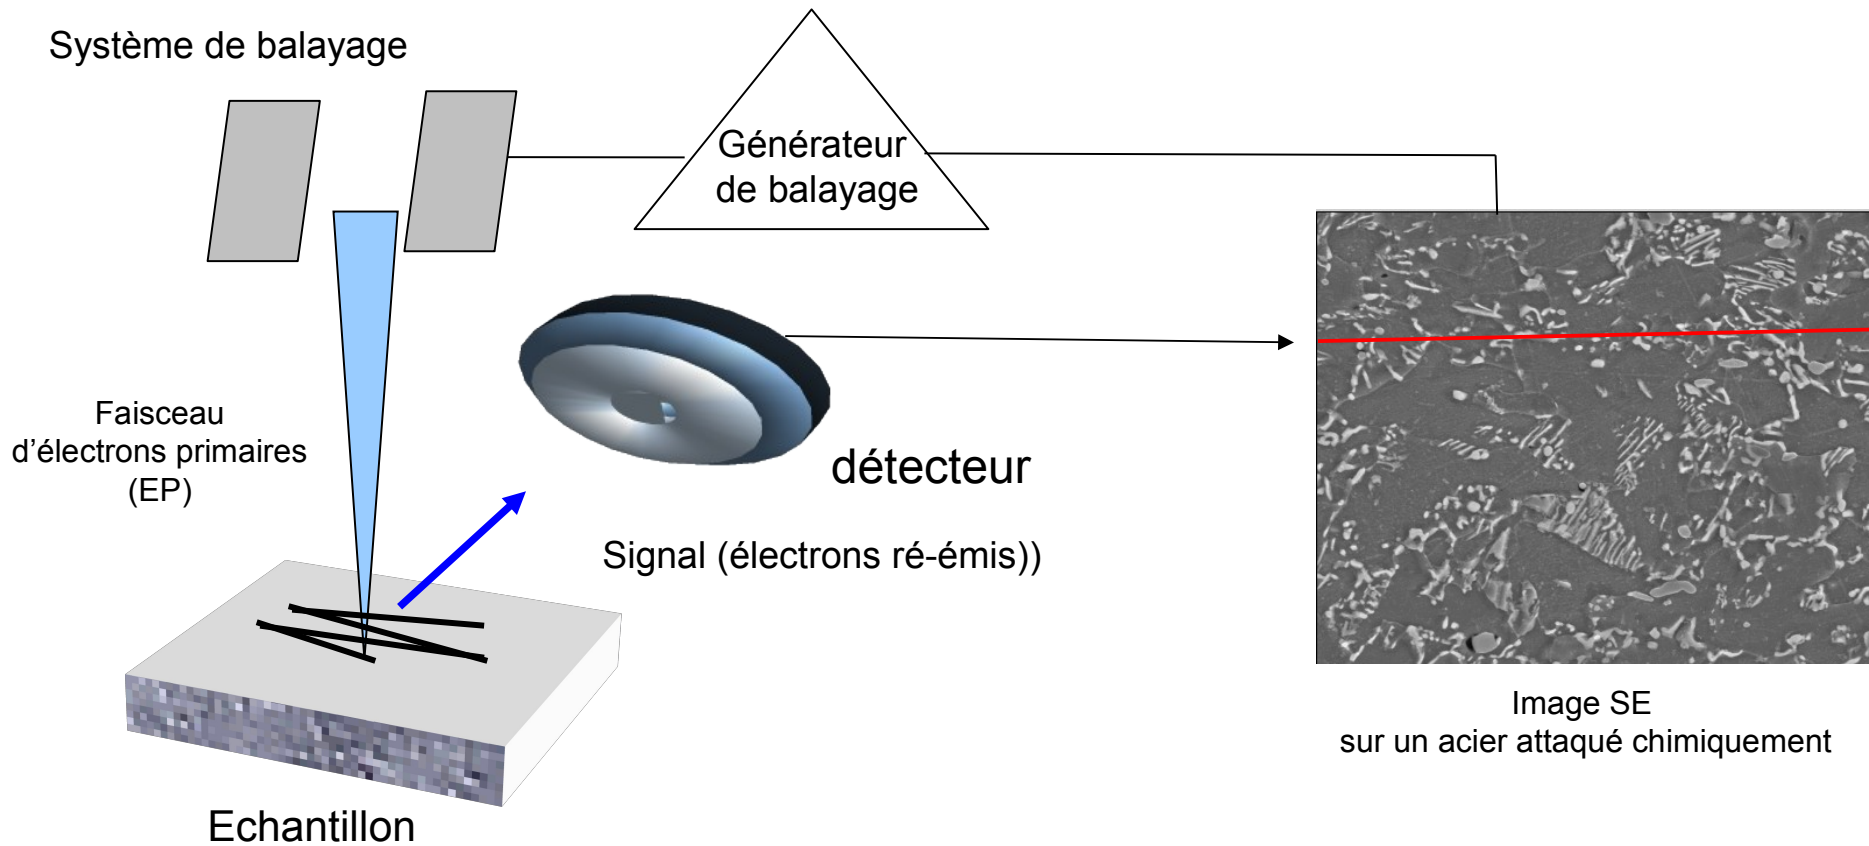 Système de balayage
Générateur
de balayage
Faisceau
d’électrons primaires
(EP)
détecteur
Signal (électrons ré-émis))
Echantillon
Image SE
sur un acier attaqué chimiquement